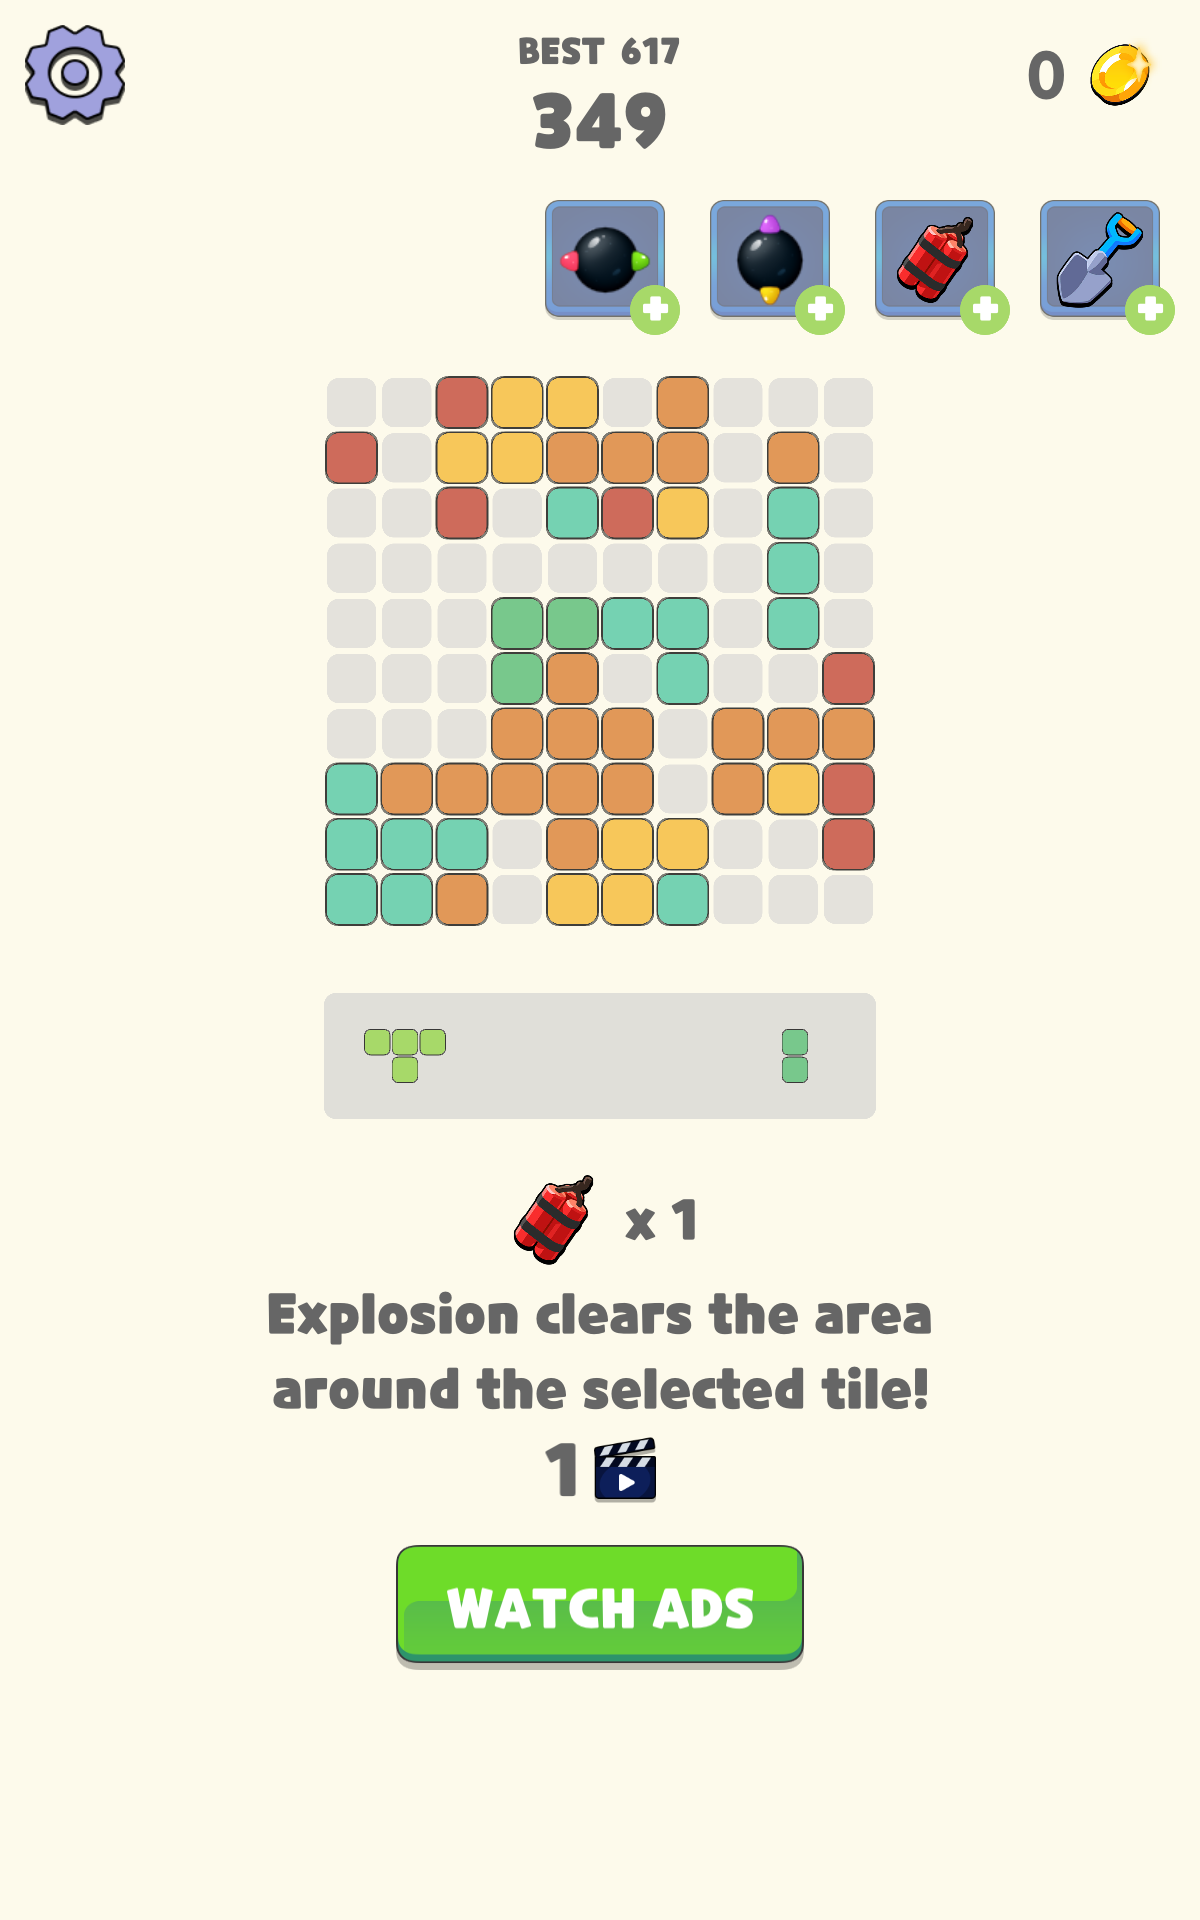 BEST 617
349
0
x 1
Explosion clears the area
around the selected tile!
1
WATCH ADS